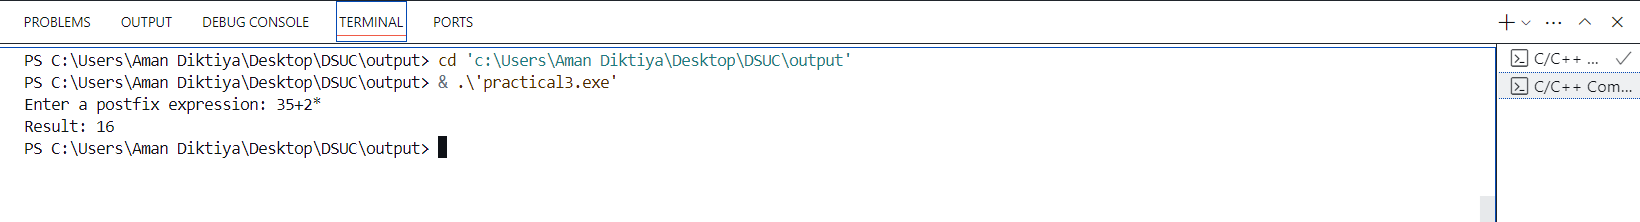 PROBLEMS OUTPUT DEBUG CONSOLE TERMINAL PORTS
PS C:\Users\Aman Diktiya\Desktop\DSUC\output> cd 'c:\Users\Aman Diktiya\Desktop\DSUC\output'
PS C:\Users\Aman Diktiya\Desktop\DSUC\output> & .\'practical3.exe'
Enter a postfix expression: 35+2*
Result: 16
PS C:\Users\Aman Diktiya\Desktop\DSUC\output>
C/C++ ...
C/C++ Com...